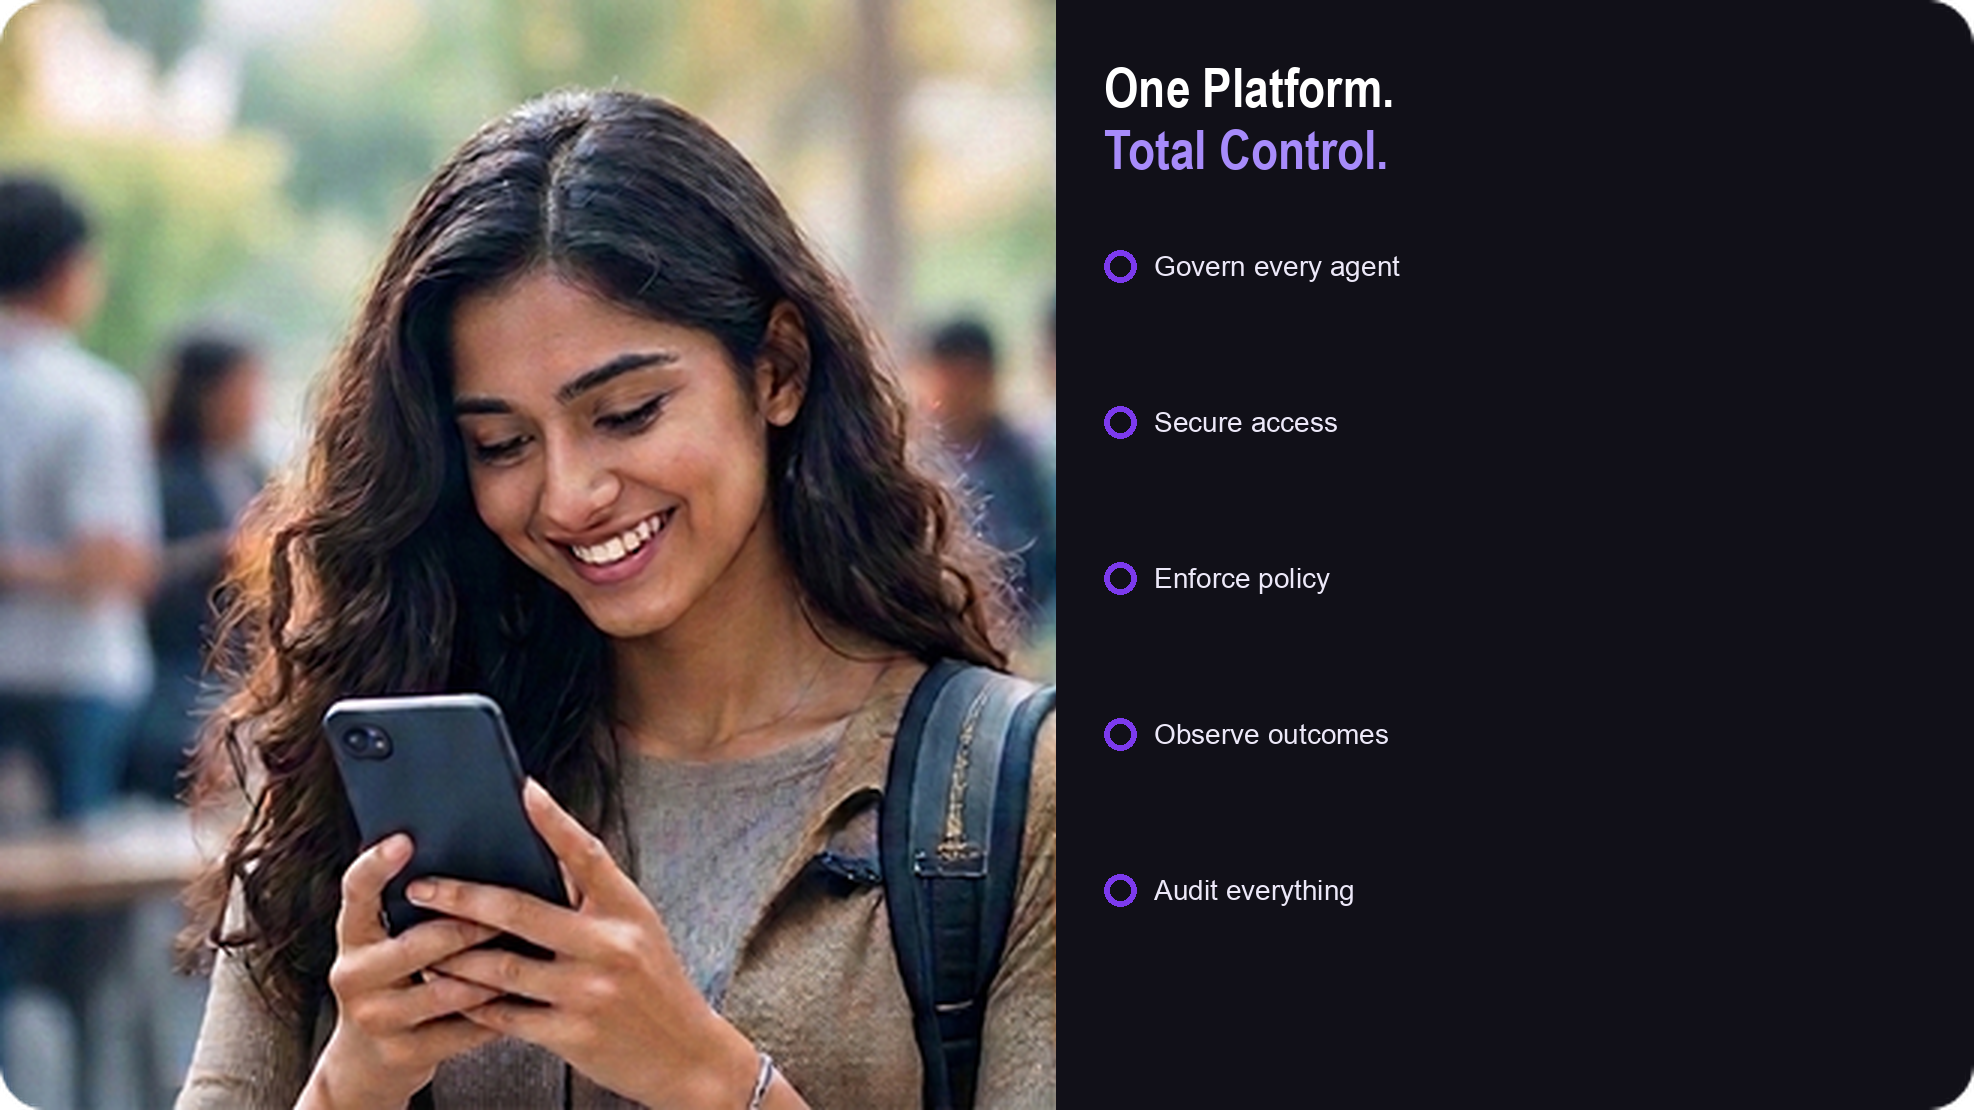 One Platform.
Total Control.
Govern every agent
Secure access
Enforce policy
Observe outcomes
Audit everything